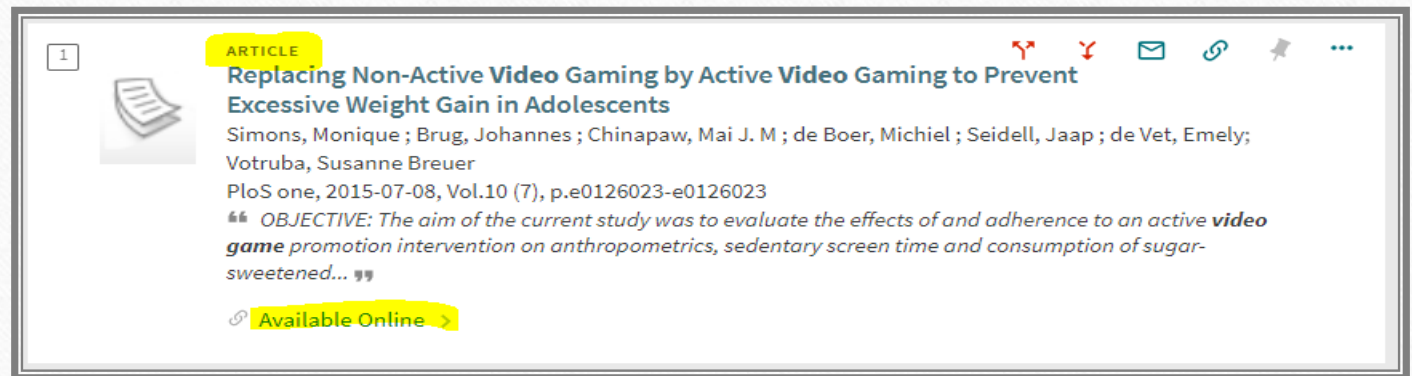 1
ARTICLE
Replacing Non-Active Video Gaming by Active Video Gaming to Prevent
Excessive Weight Gain in Adolescents
Simons, Monique ; Brug, Johannes ; Chinapaw, Mai J. M ; de Boer, Michiel ; Seidell, Jaap ; de Vet, Emely;
Votruba, Susanne Breuer
PloS one, 2015-07-08, Vol.10 (7), p.e0126023-e0126023
❝ OBJECTIVE: The aim of the current study was to evaluate the effects of and adherence to an active video
game promotion intervention on anthropometrics, sedentary screen time and consumption of sugar-
sweetened... ❞
Available Online >